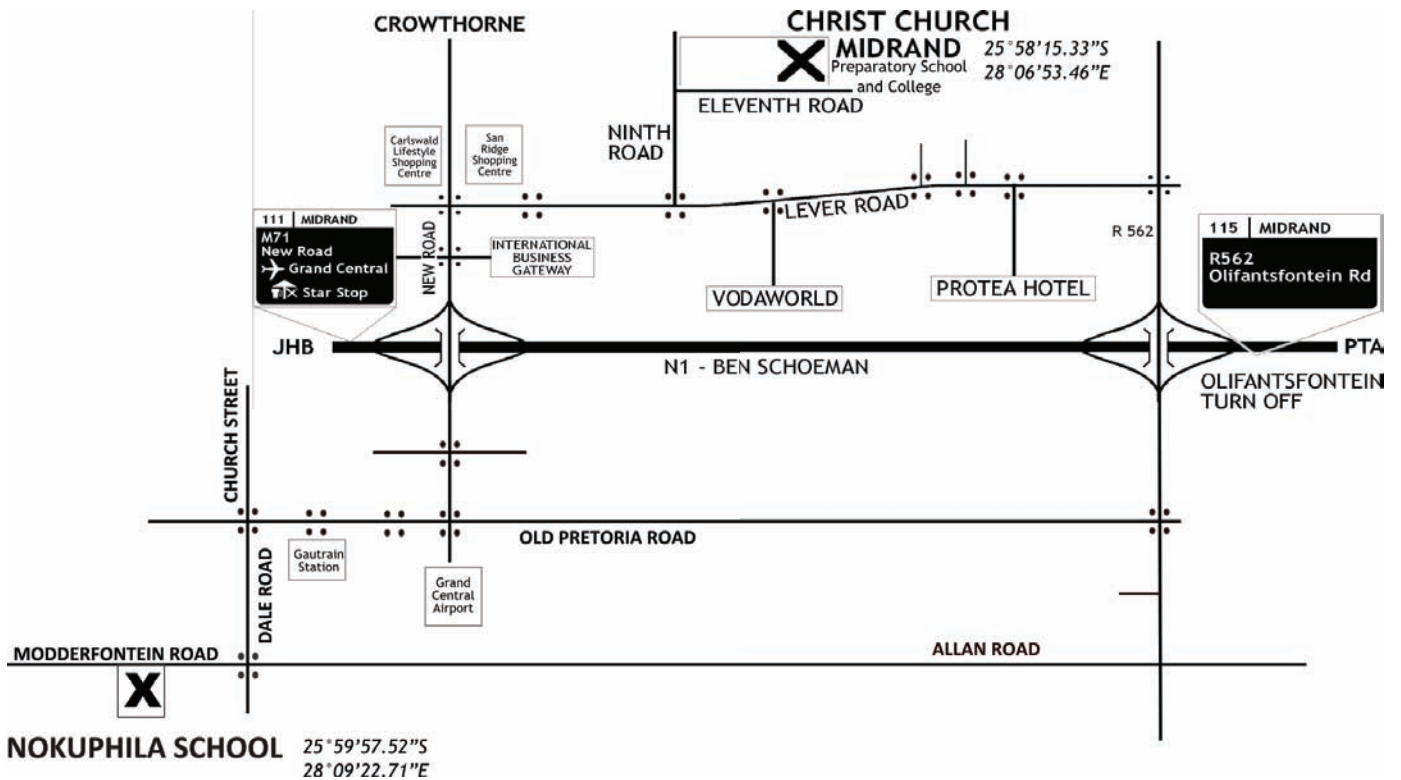 CROWTHORNE
CHRIST CHURCH
MIDRAND
Preparatory School
and College
25°58'15.33"S
28°06'53.46"E
ELEVENTH ROAD
NINTH
ROAD
Carlswald
Lifestyle
Shopping
Centre
San
Ridge
Shopping
Centre
LEVER ROAD
111 | MIDRAND
M71
New Road
Grand Central
Star Stop
NEW ROAD
INTERNATIONAL
BUSINESS
GATEWAY
VODAWORLD
PROTEA HOTEL
R 562
115 | MIDRAND
R562
Olifantsfontein Rd
JHB
N1 - BEN SCHOEMAN
PTA
OLIFANTSFONTEIN
TURN OFF
CHURCH STREET
OLD PRETORIA ROAD
Gautrain
Station
DALE ROAD
Grand
Central
Airport
MODDERFONTEIN ROAD
ALLAN ROAD
X
NOKUPHILA SCHOOL
25°59'57.52"S
28°09'22.71"E